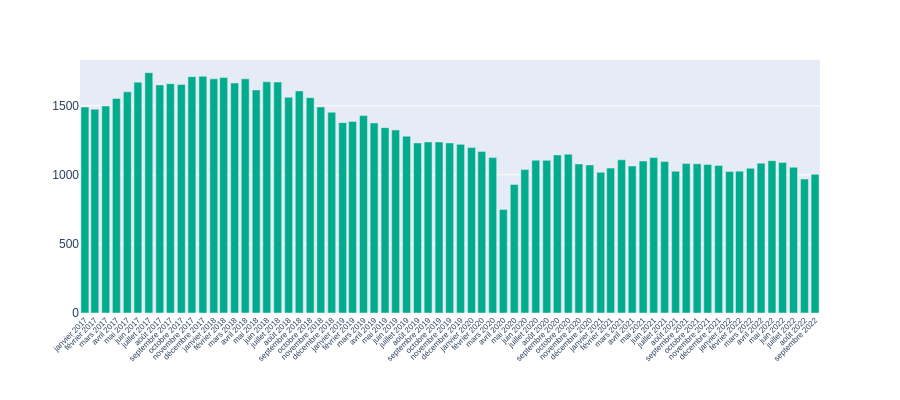 1500
1000
500
0
janvier 2017
février 2017
mars 2017
avril 2017
mai 2017
juin 2017
juillet 2017
août 2017
septembre 2017
octobre 2017
novembre 2017
décembre 2017
janvier 2018
février 2018
mars 2018
avril 2018
mai 2018
juin 2018
juillet 2018
août 2018
septembre 2018
octobre 2018
novembre 2018
décembre 2018
janvier 2019
février 2019
mars 2019
avril 2019
mai 2019
juin 2019
juillet 2019
août 2019
septembre 2019
octobre 2019
novembre 2019
décembre 2019
janvier 2020
février 2020
mars 2020
avril 2020
mai 2020
juin 2020
juillet 2020
août 2020
septembre 2020
octobre 2020
novembre 2020
décembre 2020
janvier 2021
février 2021
mars 2021
avril 2021
mai 2021
juin 2021
juillet 2021
août 2021
septembre 2021
octobre 2021
novembre 2021
décembre 2021
janvier 2022
février 2022
mars 2022
avril 2022
mai 2022
juin 2022
juillet 2022
août 2022
septembre 2022